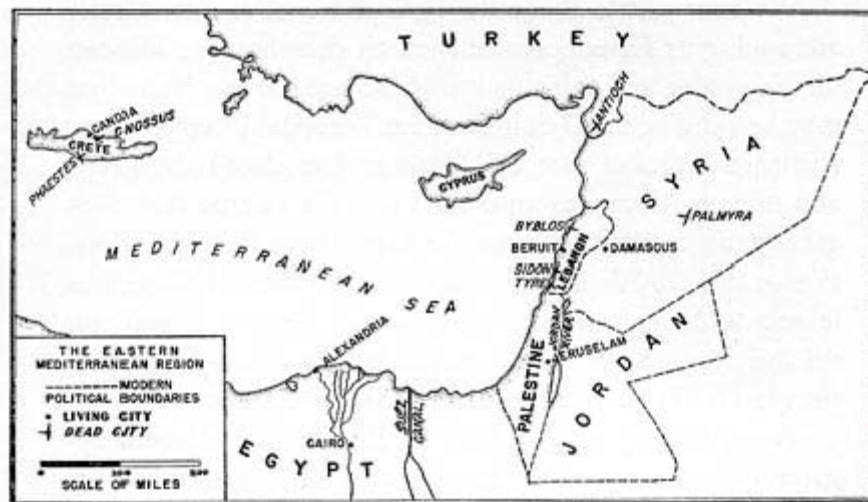 TURKEY
ANTIOCH
CANDIA
CNOSSUS
CRETE
PHAESTEN
SYRIA
CYPRUS
PALMYRA
BYBLOS
BERUIT
DAMASCUS
LEBANON
SIDON
TYRE
MEDITERRANEAN SEA
JORDAN RIVER
JERUSELAM
PALESTINE
JORDAN
ALEXANDRIA
SUEZ CANAL
CAIRO
EGYPT
THE EASTERN
MEDITERRANEAN REGION
MODERN
POLITICAL BOUNDARIES
LIVING CITY
DEAD CITY
SCALE OF MILES